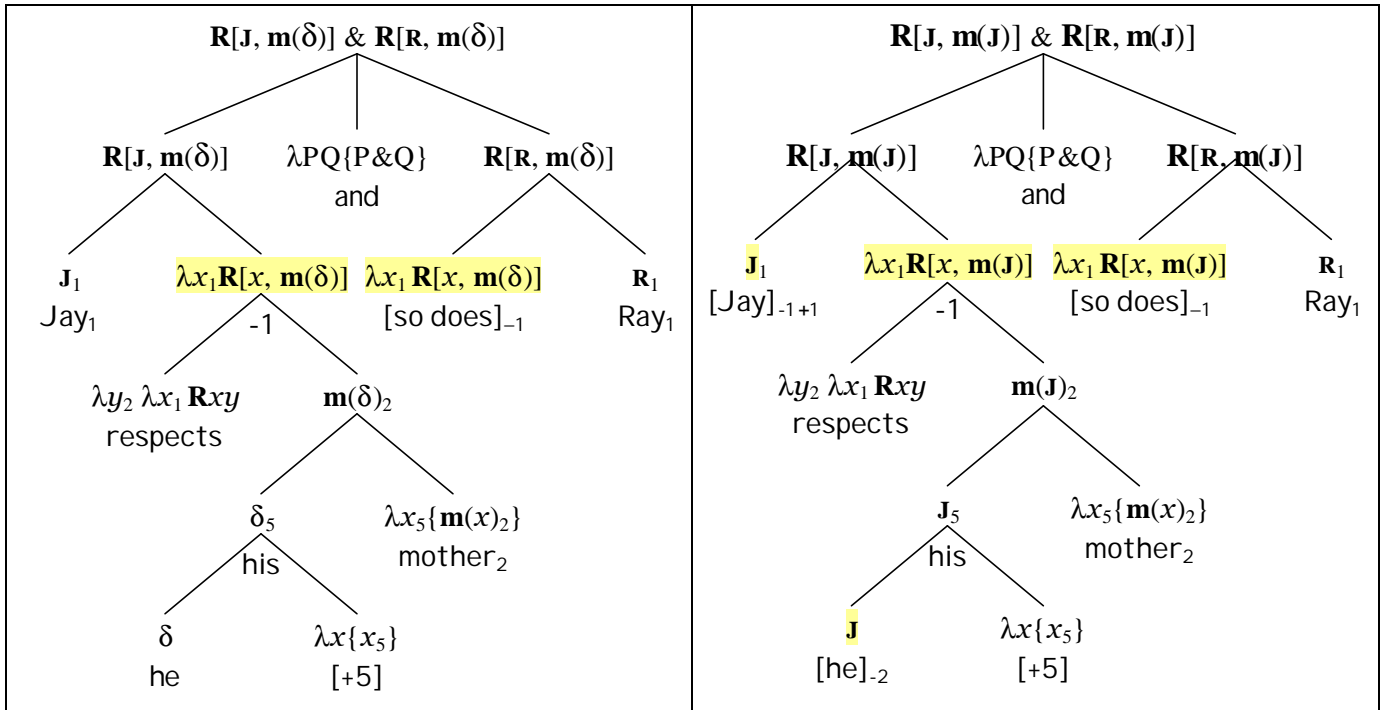 R[J, m(δ)] & R[R, m(δ)]
R[J, m(δ)] λPQ{P&Q} R[R, m(δ)]
and
J₁ λx₁R[x, m(δ)] λx₁ R[x, m(δ)] R₁
Jay₁ -1 [so does]₋₁ Ray₁
λy₂ λx₁ Rxy m(δ)₂
respects
δ₅ λx₅{m(x)₂}
his mother₂
δ λx{x₅}
he [+5]
R[J, m(J)] & R[R, m(J)]
R[J, m(J)] λPQ{P&Q} R[R, m(J)]
and
J₁ λx₁R[x, m(J)] λx₁ R[x, m(J)] R₁
[Jay]₋₁₊₁ -1 [so does]₋₁ Ray₁
λy₂ λx₁ Rxy m(J)₂
respects
J₅ λx₅{m(x)₂}
his mother₂
J λx{x₅}
[he]₋₂ [+5]